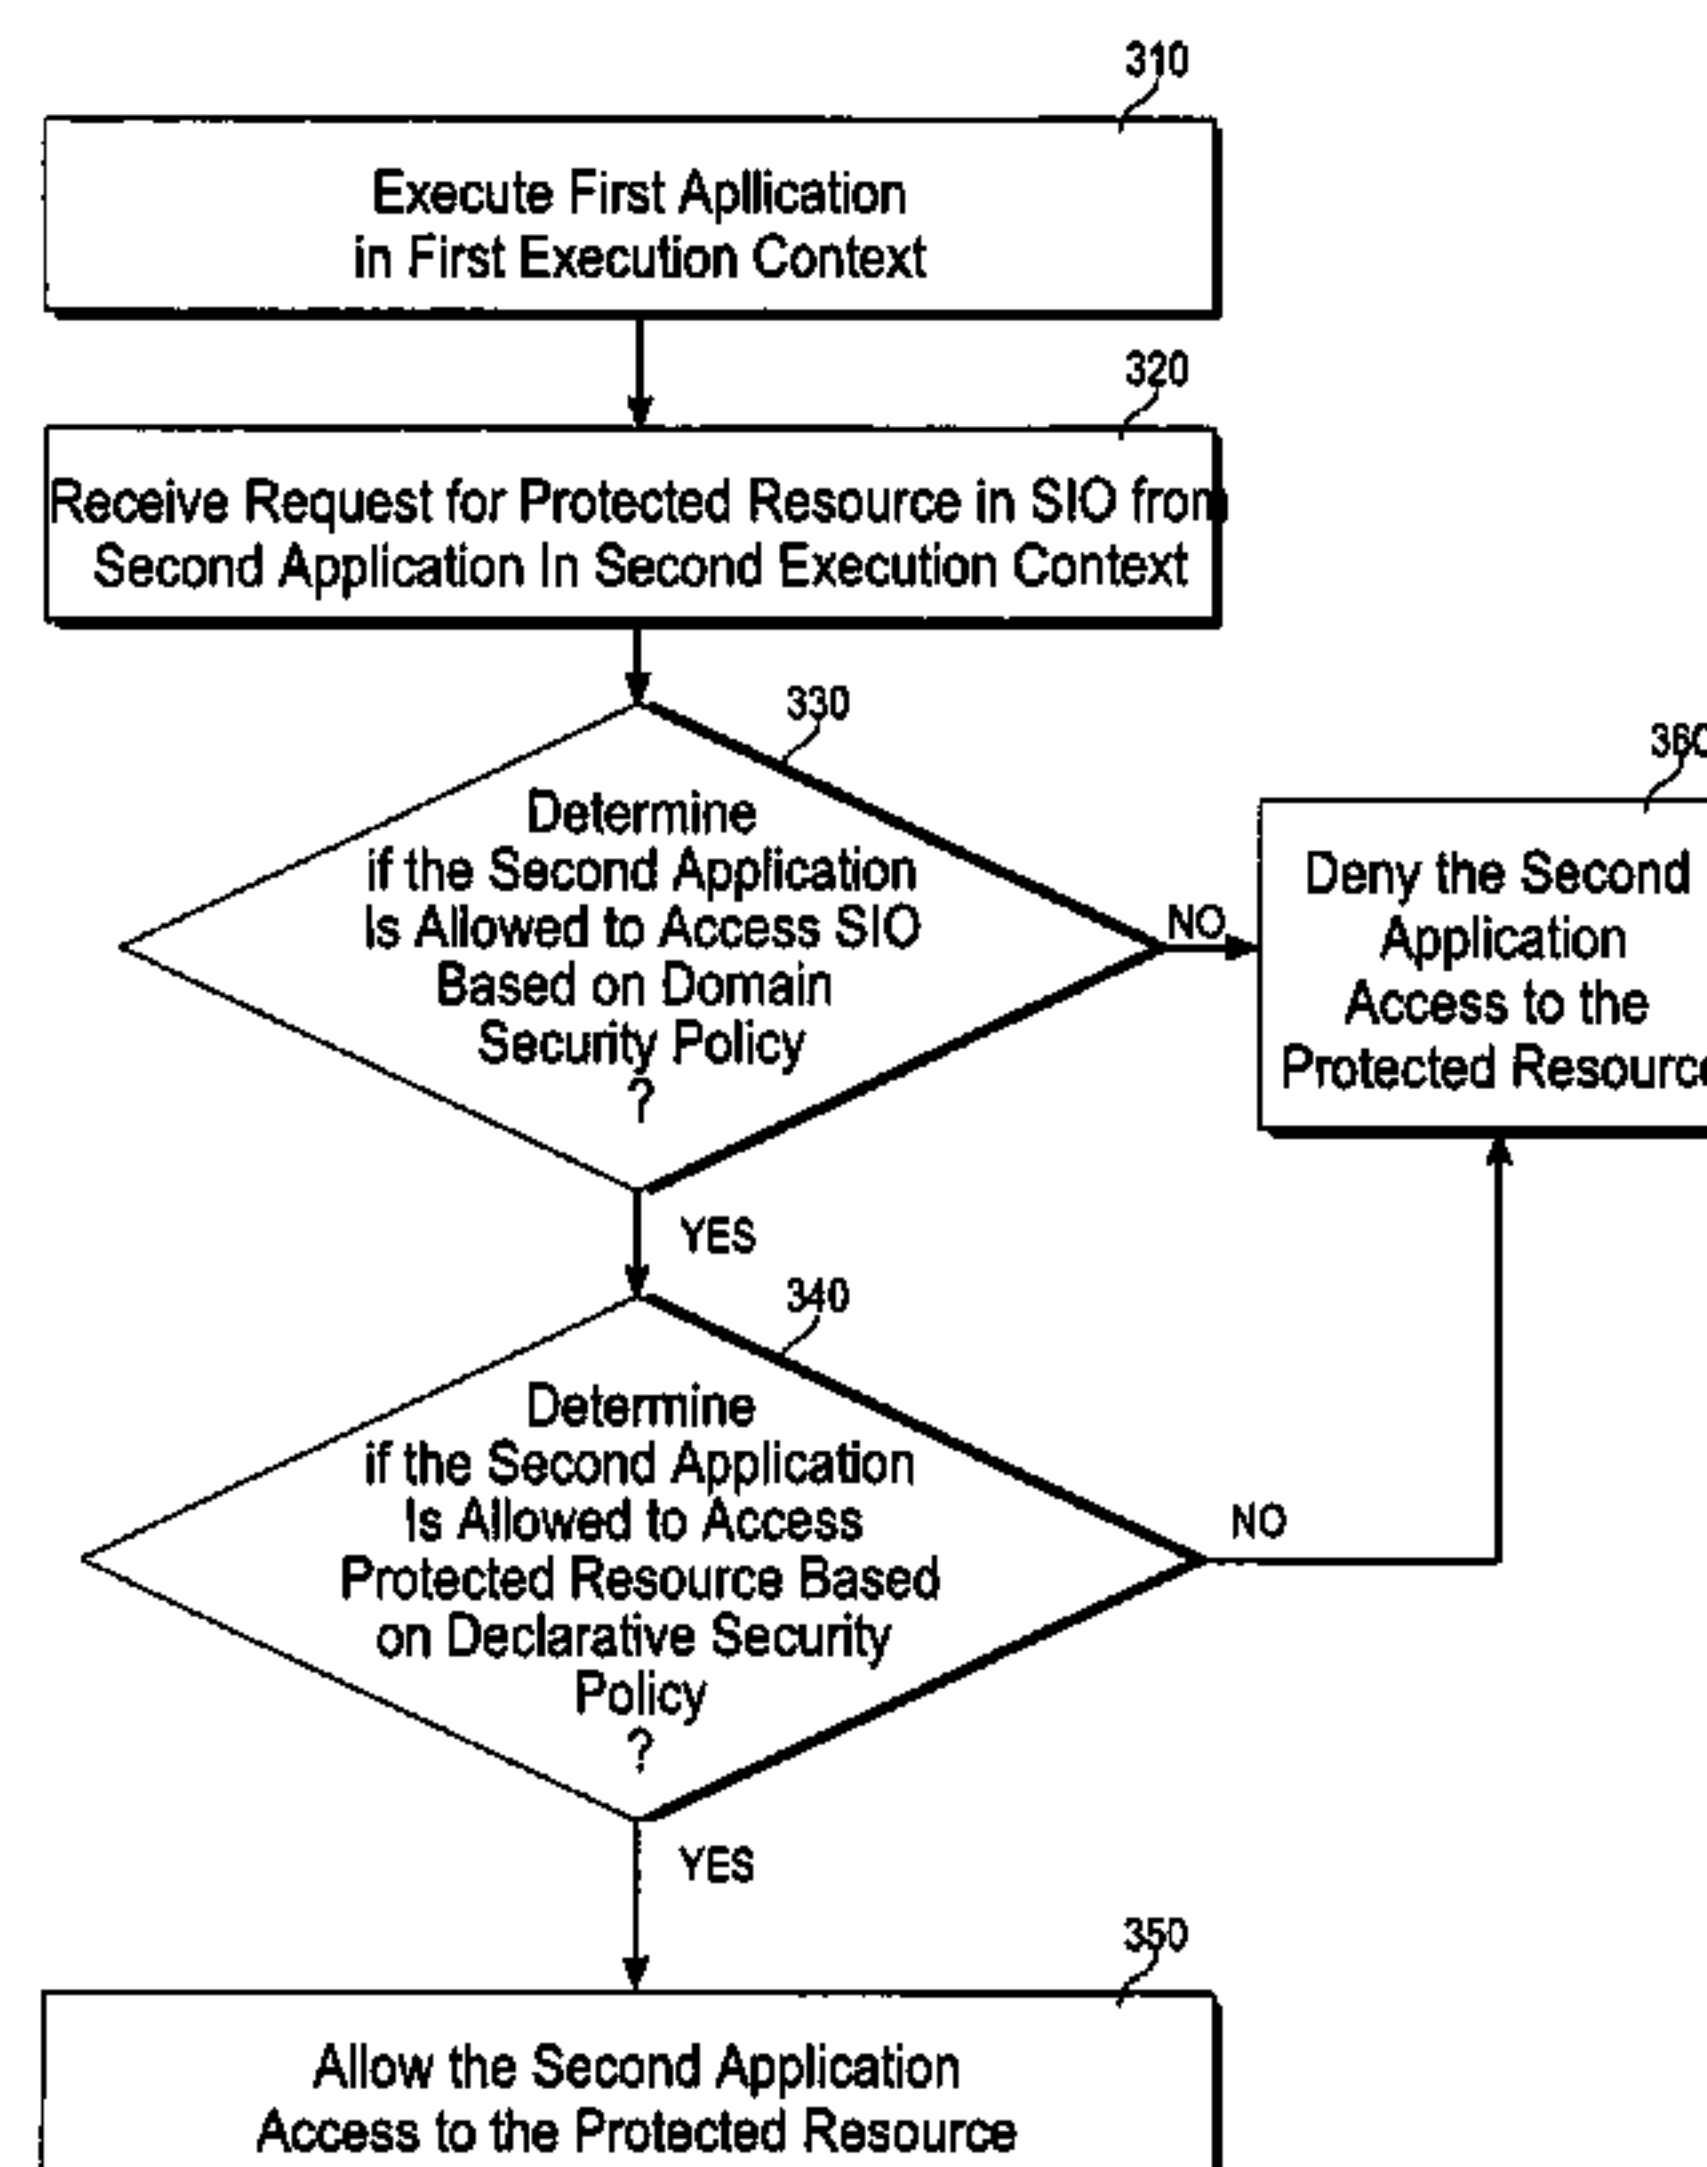 310
Execute First Apllication
in First Execution Context
320
Receive Request for Protected Resource in SIO from
Second Application In Second Execution Context
330
Determine
if the Second Application
Is Allowed to Access SIO
Based on Domain
Security Policy
?
NO
360
Deny the Second
Application
Access to the
Protected Resource
YES
340
Determine
if the Second Application
Is Allowed to Access
Protected Resource Based
on Declarative Security
Policy
?
NO
YES
350
Allow the Second Application
Access to the Protected Resource